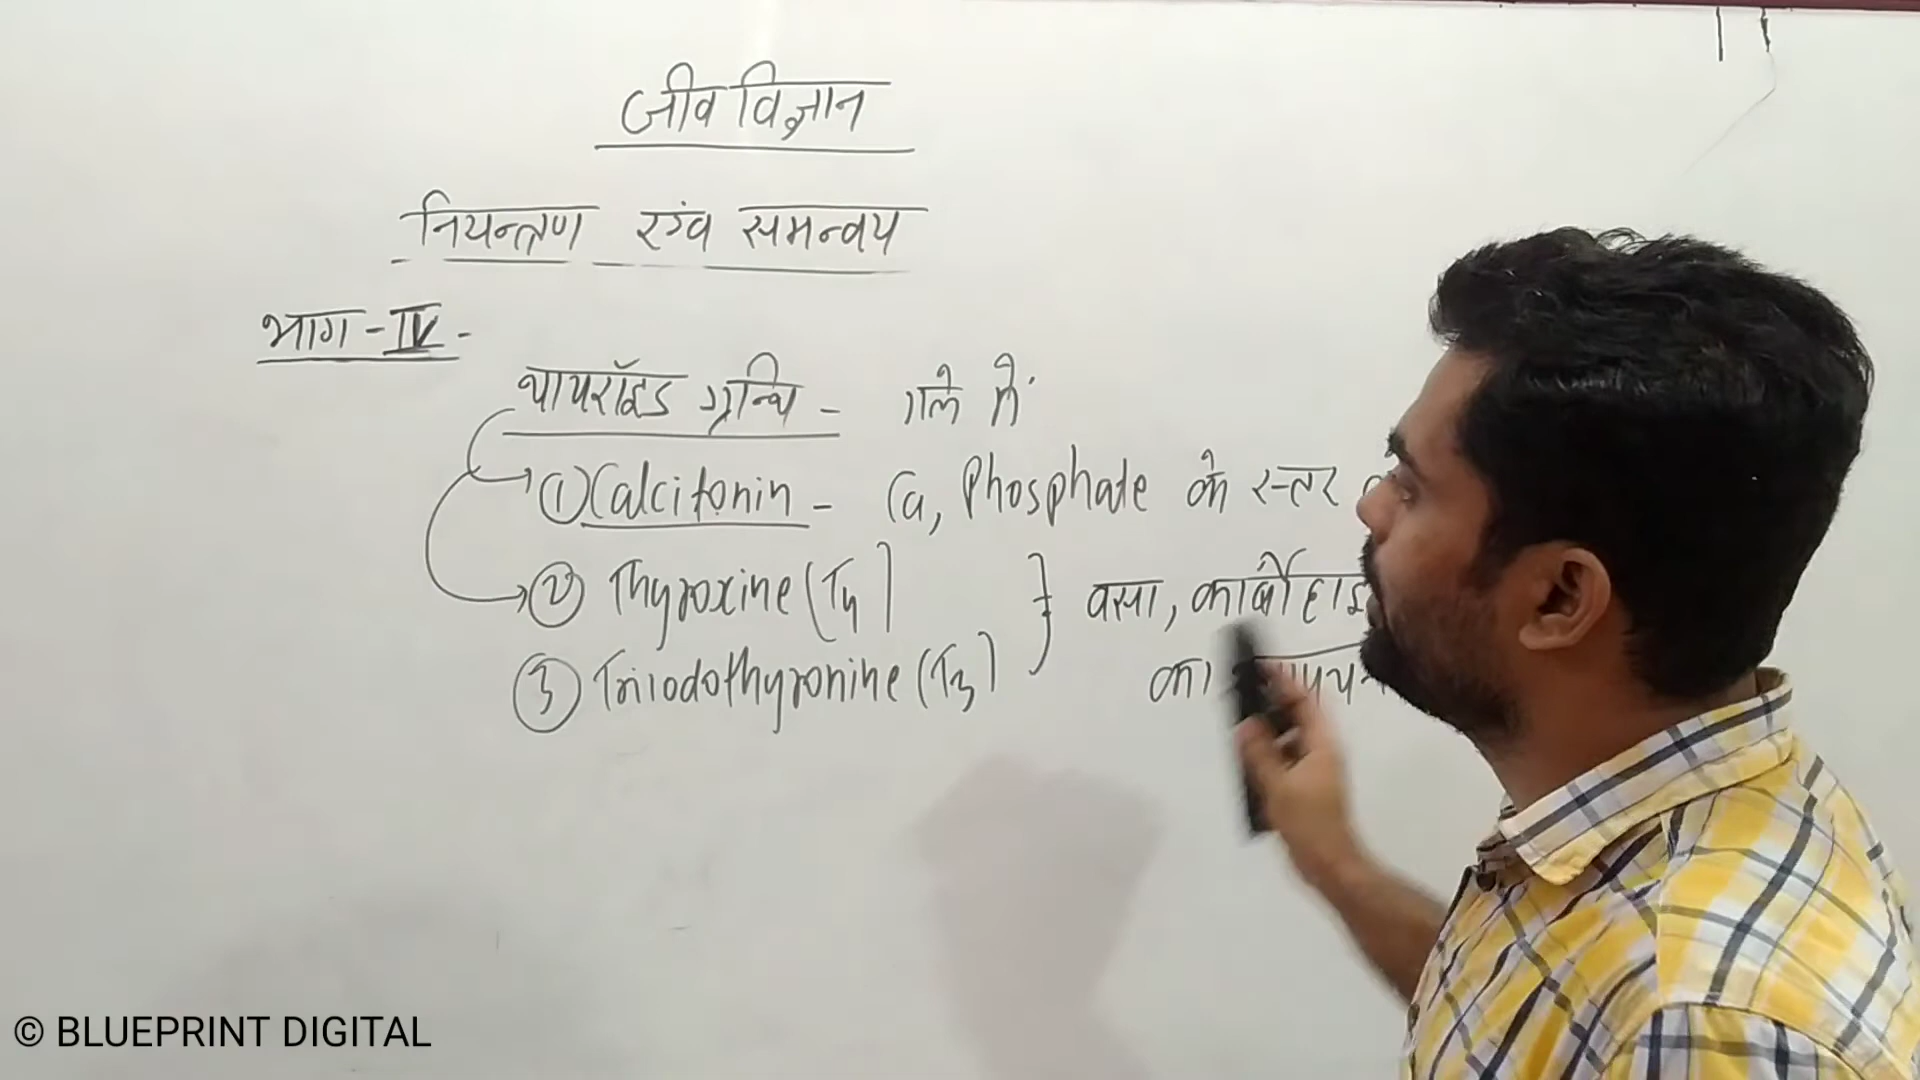 जीव विज्ञान
नियन्त्रण एवं समन्वय
भाग - IV -
थायरॉइड ग्रन्थि - गले में
① Calcitonin - Ca, Phosphate के स्तर
② Thyroxine (T4)
} वसा, कार्बोहाइ
③ Triiodothyronine (T3)
का
© BLUEPRINT DIGITAL